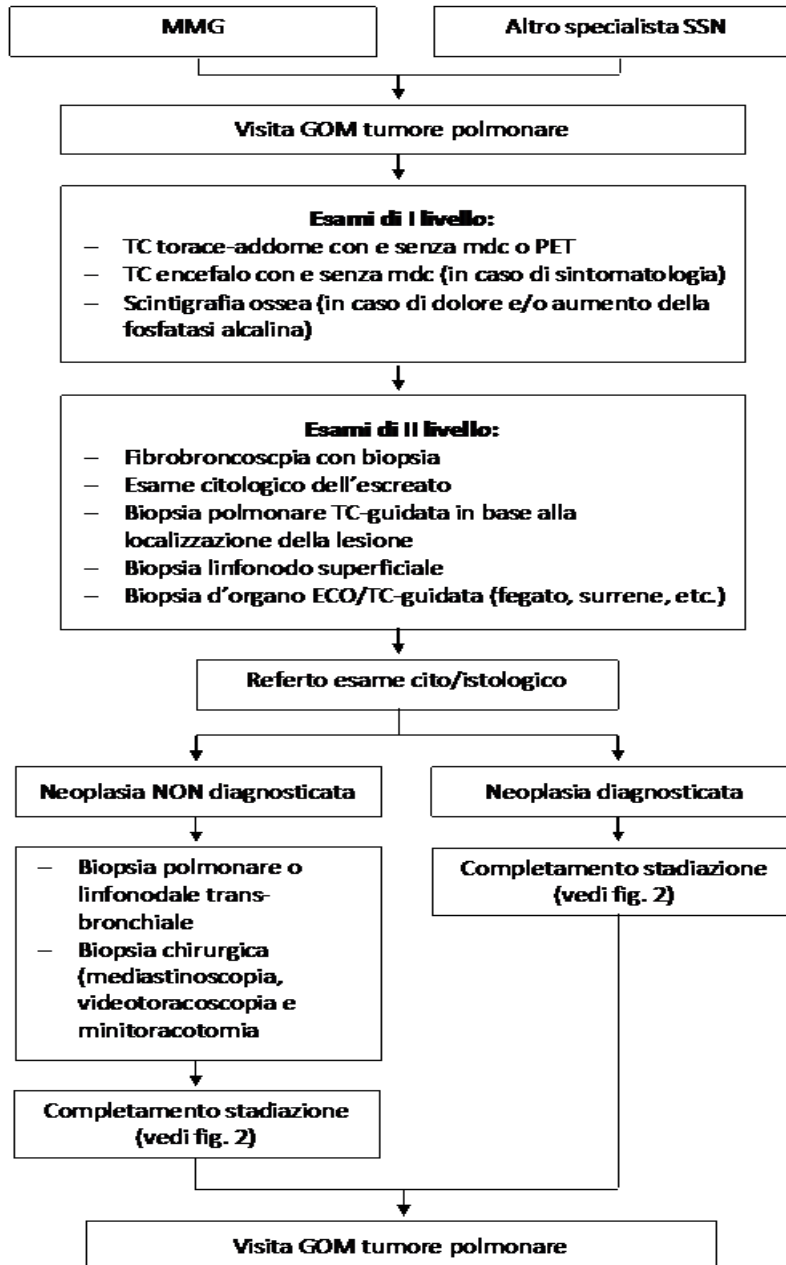 MMG
Altro specialista SSN
Visita GOM tumore polmonare
Esami di I livello:
– TC torace-addome con e senza mdc o PET
– TC encefalo con e senza mdc (in caso di sintomatologia)
– Scintigrafia ossea (in caso di dolore e/o aumento della
fosfatasi alcalina)
Esami di II livello:
– Fibrobroncoscpia con biopsia
– Esame citologico dell'escreato
– Biopsia polmonare TC-guidata in base alla
localizzazione della lesione
– Biopsia linfonodo superficiale
– Biopsia d'organo ECO/TC-guidata (fegato, surrene, etc.)
Referto esame cito/istologico
Neoplasia NON diagnosticata
Neoplasia diagnosticata
– Biopsia polmonare o
linfonodale trans-
bronchiale
– Biopsia chirurgica
(mediastinoscopia,
videotoracoscopia e
minitoracotomia
Completamento stadiazione
(vedi fig. 2)
Completamento stadiazione
(vedi fig. 2)
Visita GOM tumore polmonare